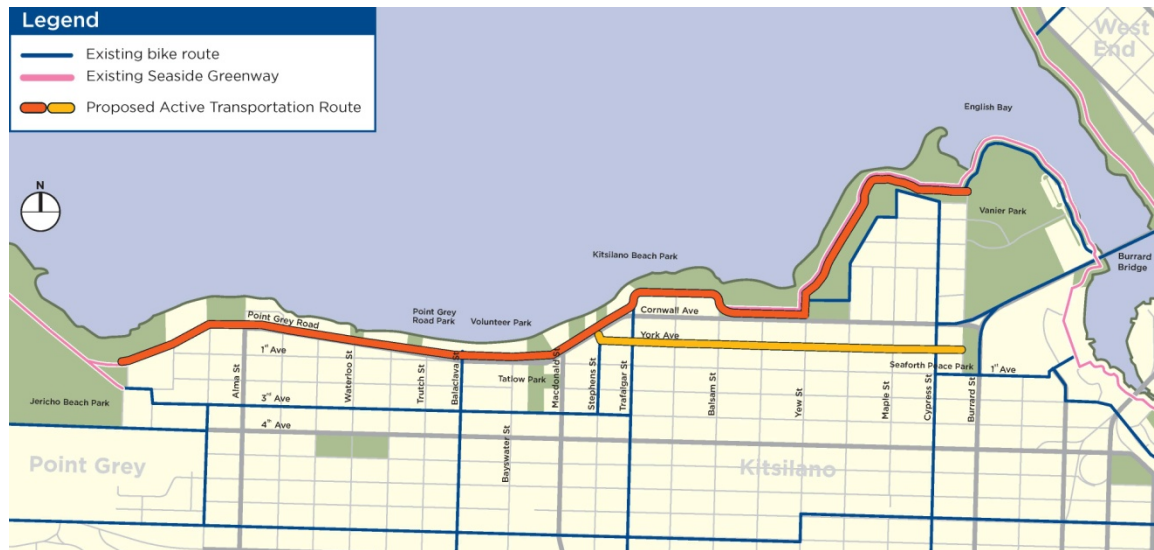 Legend
Existing bike route
Existing Seaside Greenway
Proposed Active Transportation Route
N
West
End
English Bay
Vanier Park
Burrard
Bridge
Kitsilano Beach Park
Cornwall Ave
Point Grey Road
Point Grey
Road Park
Volunteer Park
York Ave
1st Ave
Seaforth Peace Park
1st Ave
Tatlow Park
Jericho Beach Park
3rd Ave
4th Ave
Alma St
Waterloo St
Trutch St
Balaclava St
Bayswater St
Macdonald St
Stephens St
Trafalgar St
Balsam St
Yew St
Maple St
Cypress St
Burrard St
Point Grey
Kitsilano